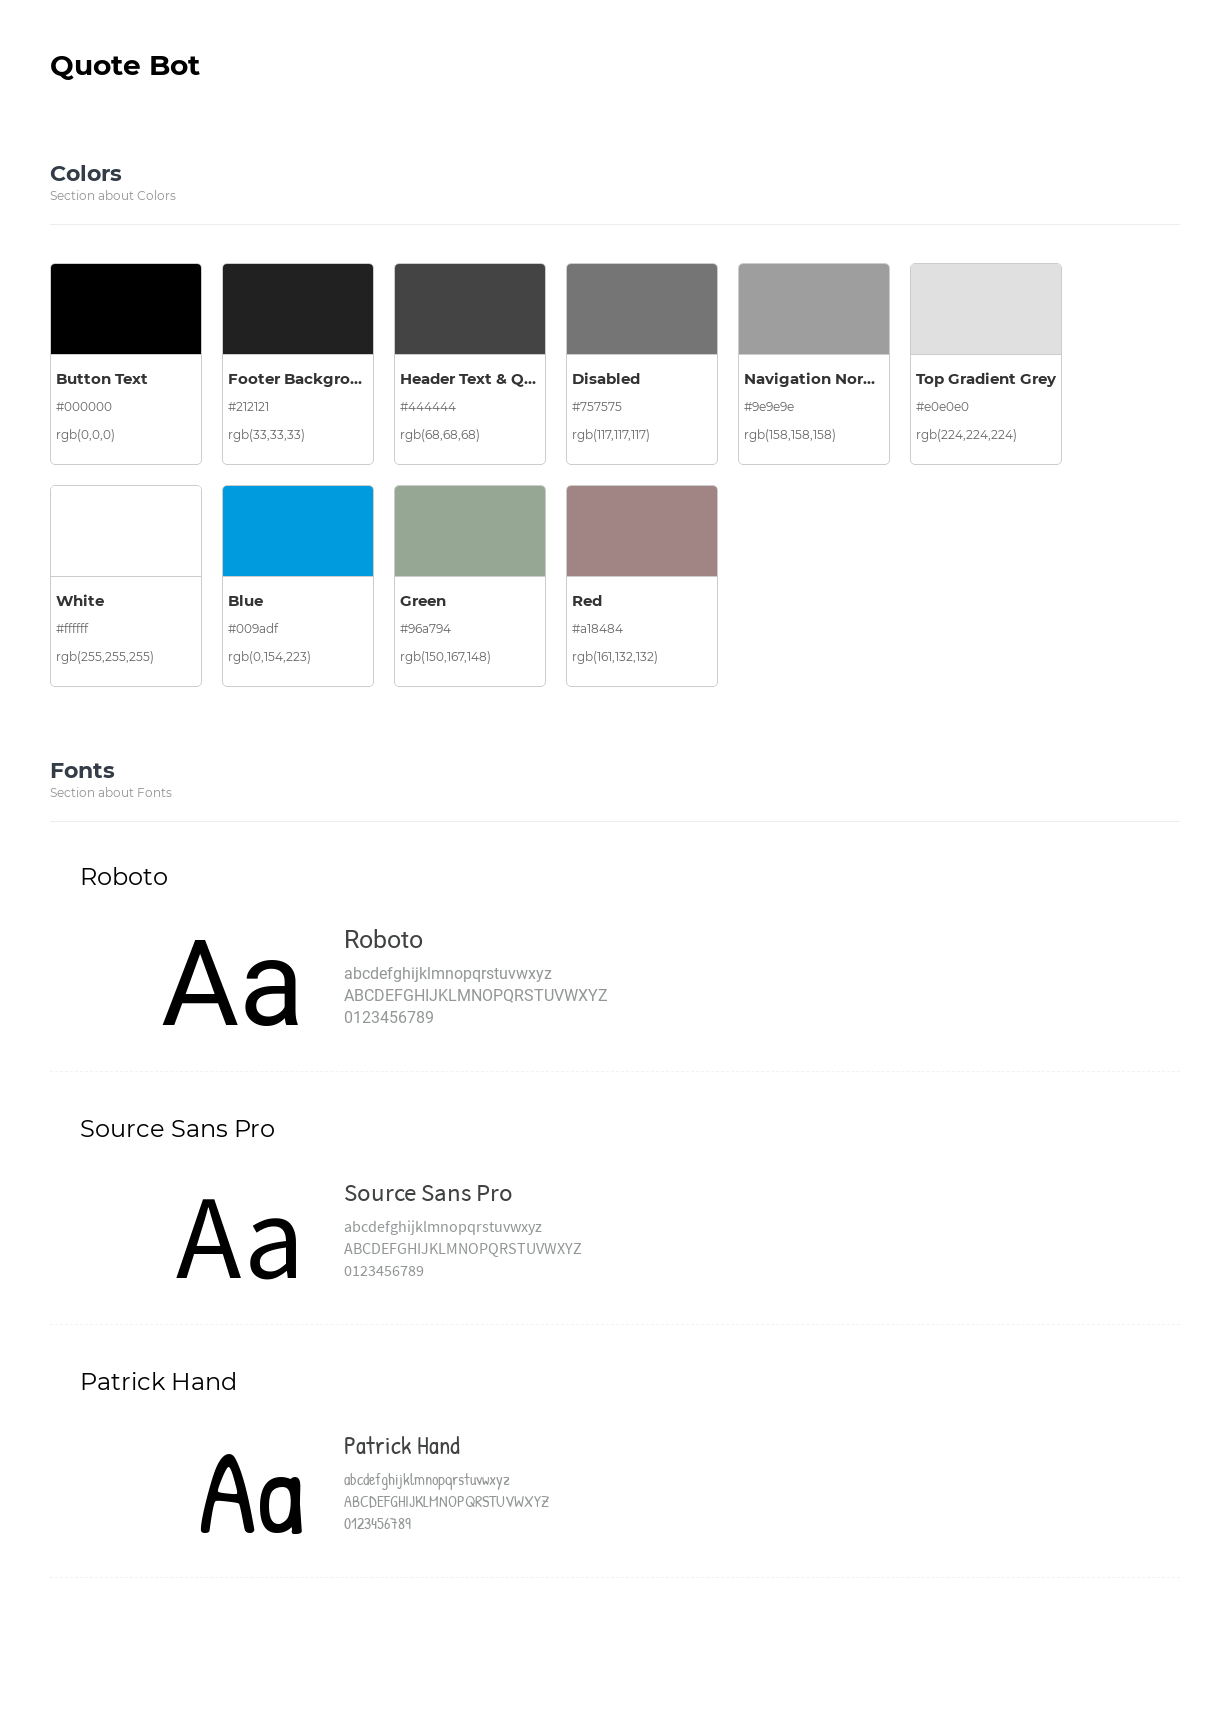 Quote Bot
Colors
Section about Colors
Button Text
#000000
rgb(0,0,0)
Footer Backgro...
#212121
rgb(33,33,33)
Header Text & Q...
#444444
rgb(68,68,68)
Disabled
#757575
rgb(117,117,117)
Navigation Nor...
#9e9e9e
rgb(158,158,158)
Top Gradient Grey
#e0e0e0
rgb(224,224,224)
White
#ffffff
rgb(255,255,255)
Blue
#009adf
rgb(0,154,223)
Green
#96a794
rgb(150,167,148)
Red
#a18484
rgb(161,132,132)
Fonts
Section about Fonts
Roboto
Aa
Roboto
abcdefghijklmnopqrstuvwxyz
ABCDEFGHIJKLMNOPQRSTUVWXYZ
0123456789
Source Sans Pro
Aa
Source Sans Pro
abcdefghijklmnopqrstuvwxyz
ABCDEFGHIJKLMNOPQRSTUVWXYZ
0123456789
Patrick Hand
Aa
Patrick Hand
abcdefghijklmnopqrstuvwxyz
ABCDEFGHIJKLMNOPQRSTUVWXYZ
0123456789